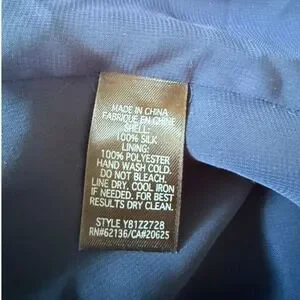 MADE IN CHINA
FABRIQUE EN CHINE
SHELL:
100% SILK
LINING:
100% POLYESTER
HAND WASH COLD.
DO NOT BLEACH.
LINE DRY. COOL IRON
IF NEEDED. FOR BEST
RESULTS DRY CLEAN.
STYLE Y81Z2728
RN#62136/CA#20625